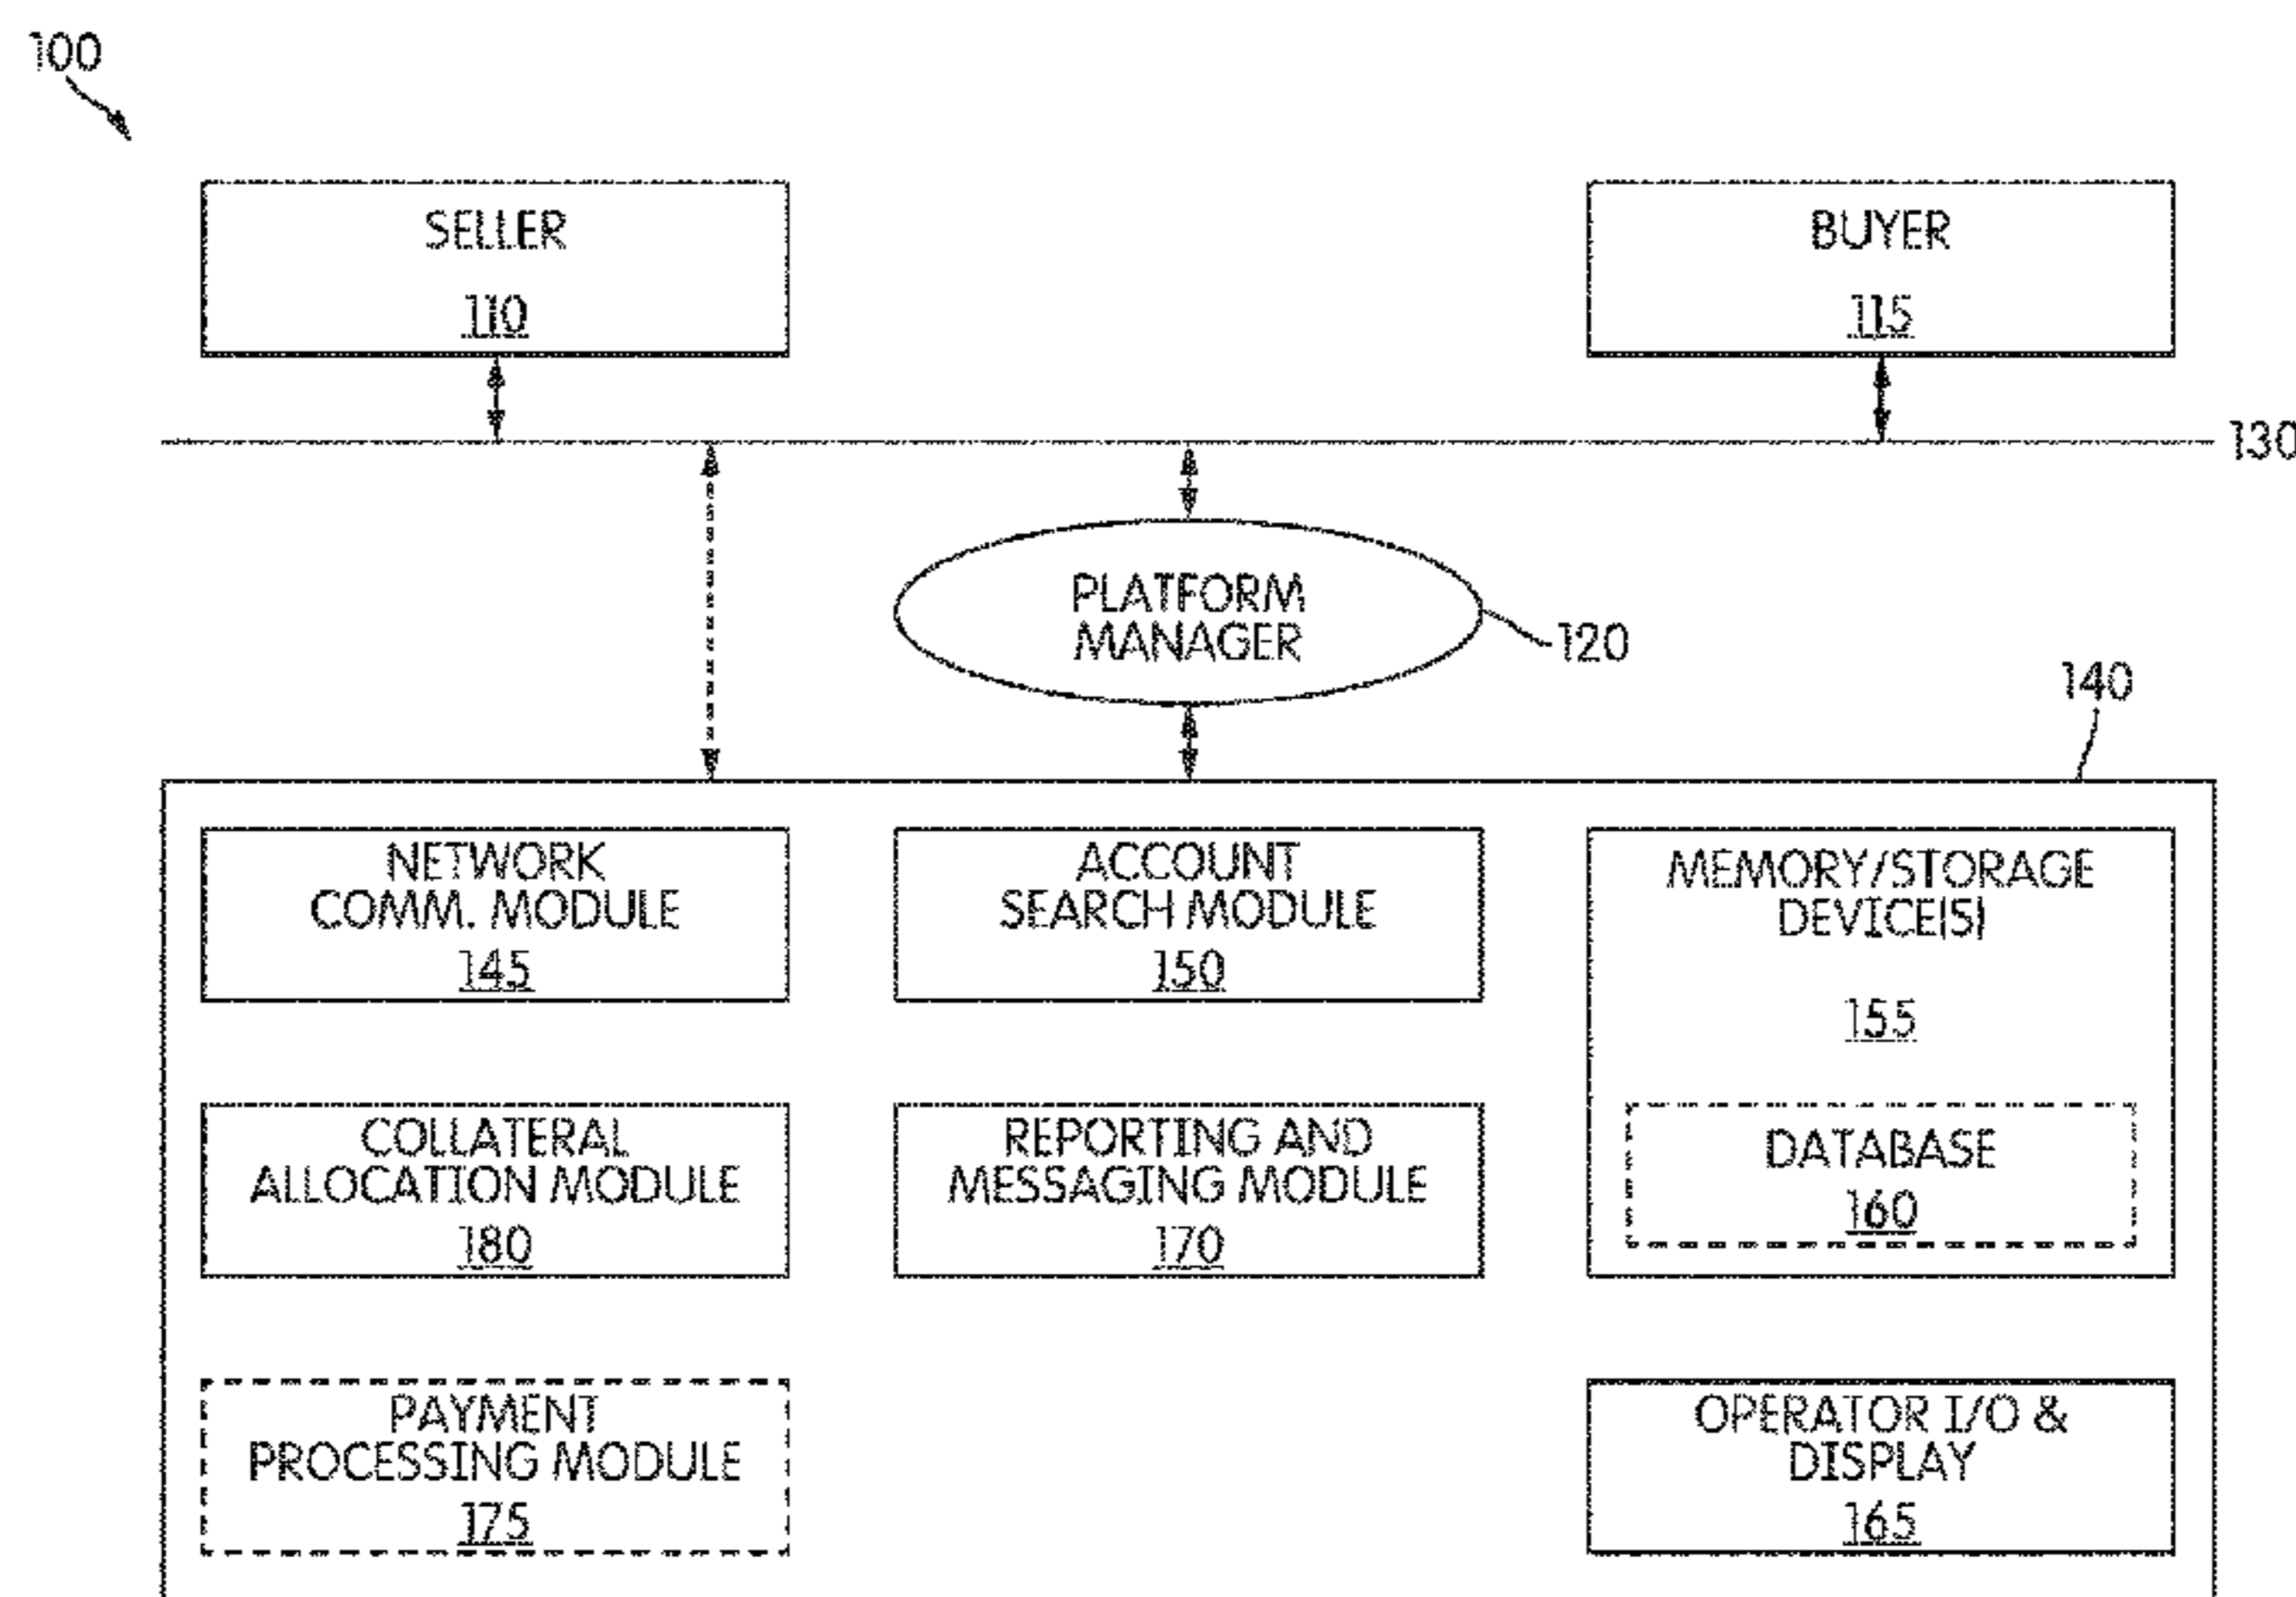 100
SELLER
110
BUYER
115
130
PLATFORM
MANAGER
120
140
NETWORK
COMM. MODULE
145
ACCOUNT
SEARCH MODULE
150
MEMORY/STORAGE
DEVICE(S)
155
COLLATERAL
ALLOCATION MODULE
180
REPORTING AND
MESSAGING MODULE
170
DATABASE
160
PAYMENT
PROCESSING MODULE
175
OPERATOR I/O &
DISPLAY
165